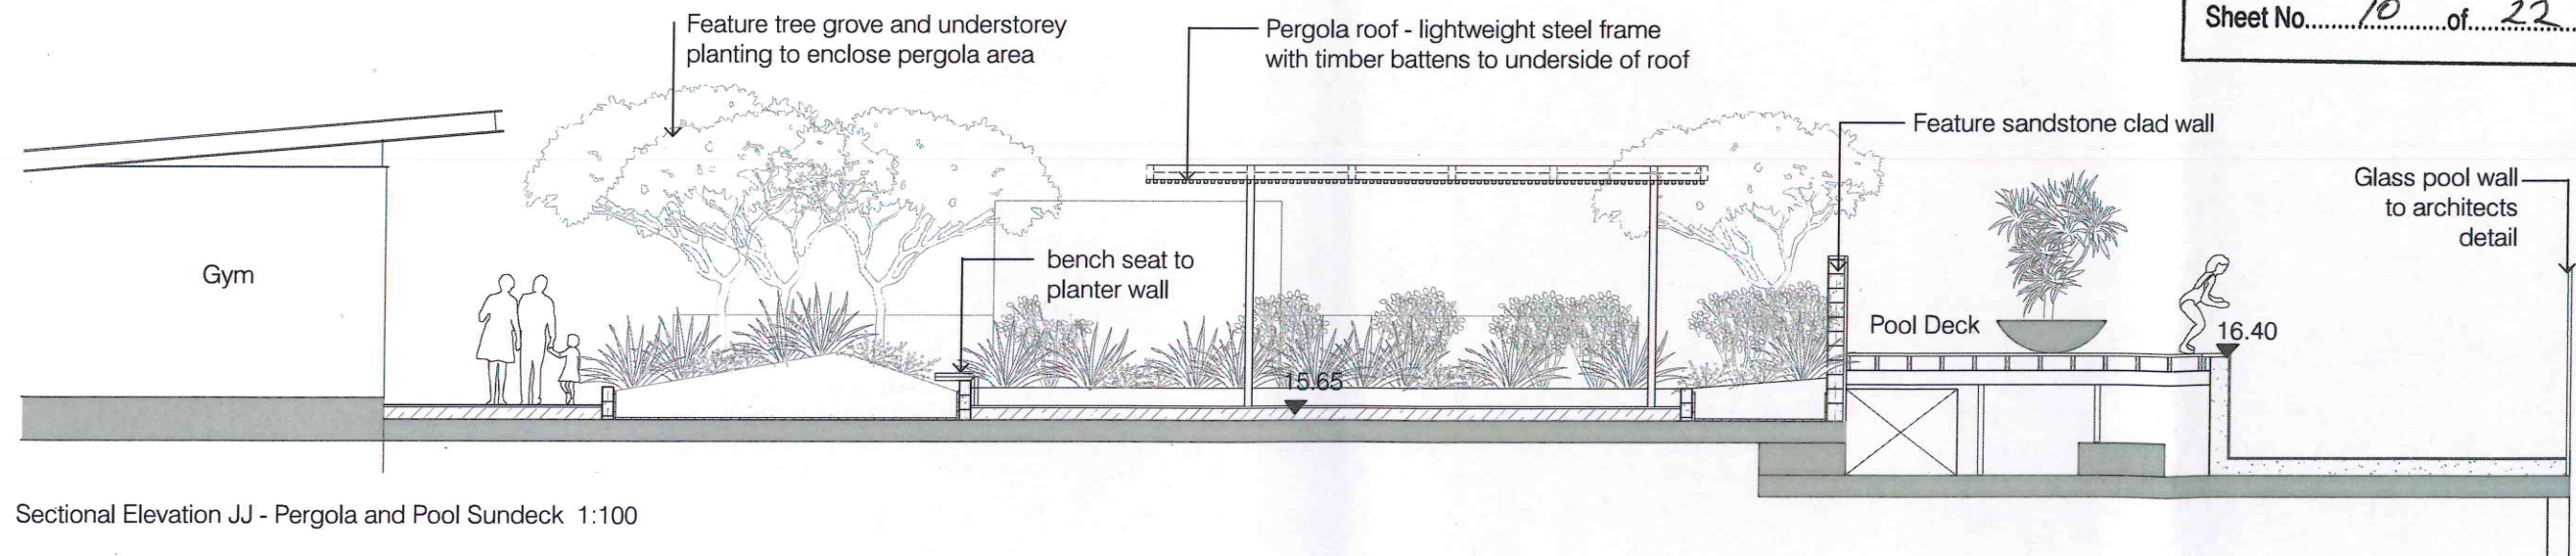 Sheet No. 10 of 22
Feature tree grove and understorey
planting to enclose pergola area
Pergola roof - lightweight steel frame
with timber battens to underside of roof
Feature sandstone clad wall
Glass pool wall
to architects
detail
Gym
bench seat to
planter wall
Pool Deck
16.40
15.65
Sectional Elevation JJ - Pergola and Pool Sundeck 1:100